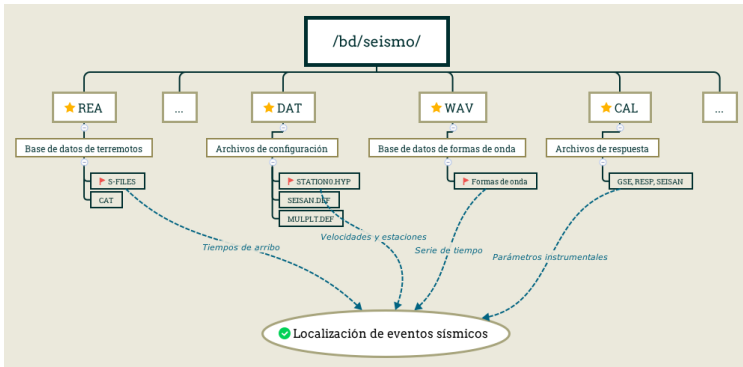 /bd/seismo/
REA
...
DAT
WAV
CAL
...
Base de datos de terremotos
Archivos de configuración
Base de datos de formas de onda
Archivos de respuesta
S-FILES
CAT
STATION0.HYP
SEISAN.DEF
MULPLT.DEF
Formas de onda
GSE, RESP, SEISAN
Tiempos de arribo
Velocidades y estaciones
Serie de tiempo
Parámetros instrumentales
Localización de eventos sísmicos